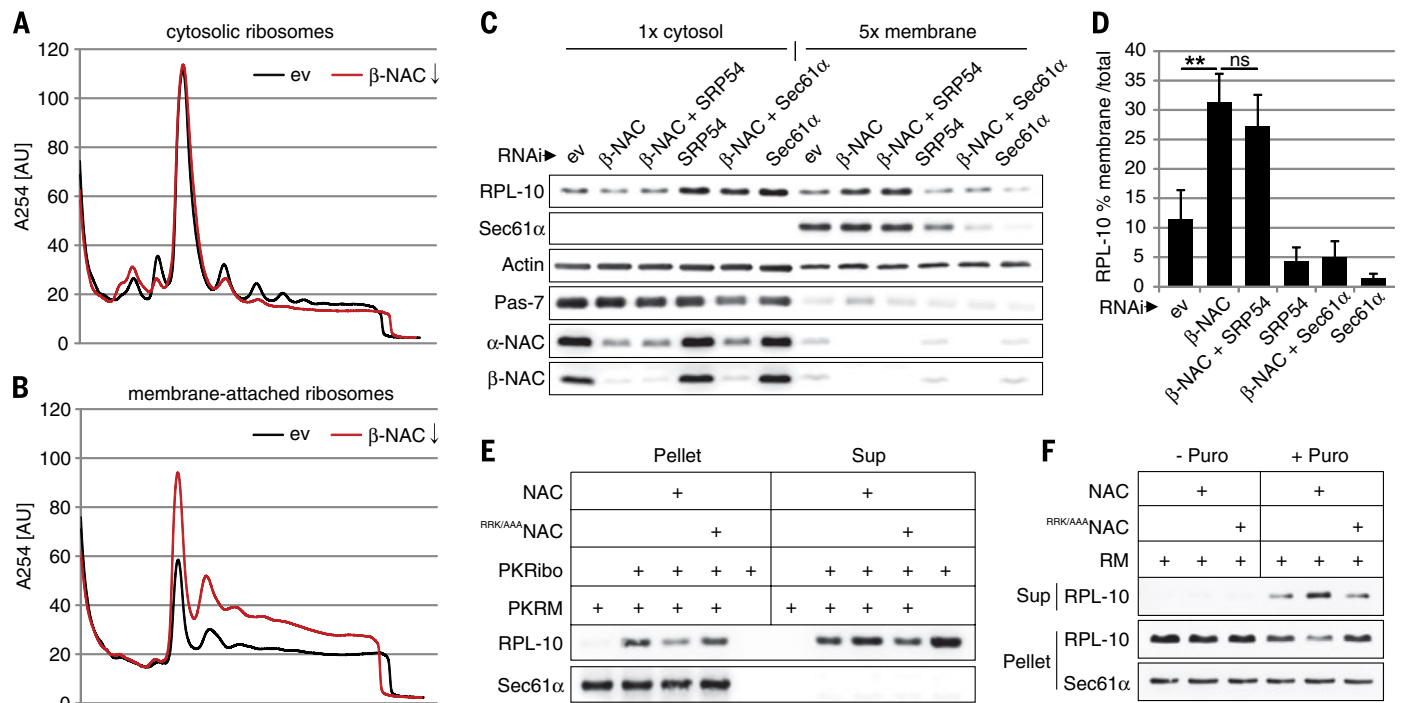 A
cytosolic ribosomes
120
100
80
60
40
20
0
A254 [AU]
ev
β-NAC ↓
B
membrane-attached ribosomes
120
100
80
60
40
20
0
A254 [AU]
ev
β-NAC ↓
C
1x cytosol
5x membrane
RNAi►
ev
β-NAC
β-NAC + SRP54
SRP54
β-NAC + Sec61α
Sec61α
ev
β-NAC
β-NAC + SRP54
SRP54
β-NAC + Sec61α
Sec61α
RPL-10
Sec61α
Actin
Pas-7
α-NAC
β-NAC
D
40
35
30
25
20
15
10
5
0
RPL-10 % membrane /total
** ns
RNAi►
ev
β-NAC
β-NAC + SRP54
SRP54
β-NAC + Sec61α
Sec61α
E
Pellet Sup
NAC + +
RRK/AAANAC + +
PKRibo + + + + + + + +
PKRM + + + + + + + +
RPL-10
Sec61α
F
- Puro + Puro
NAC + +
RRK/AAANAC + +
RM + + + + + +
Sup RPL-10
Pellet
RPL-10
Sec61α